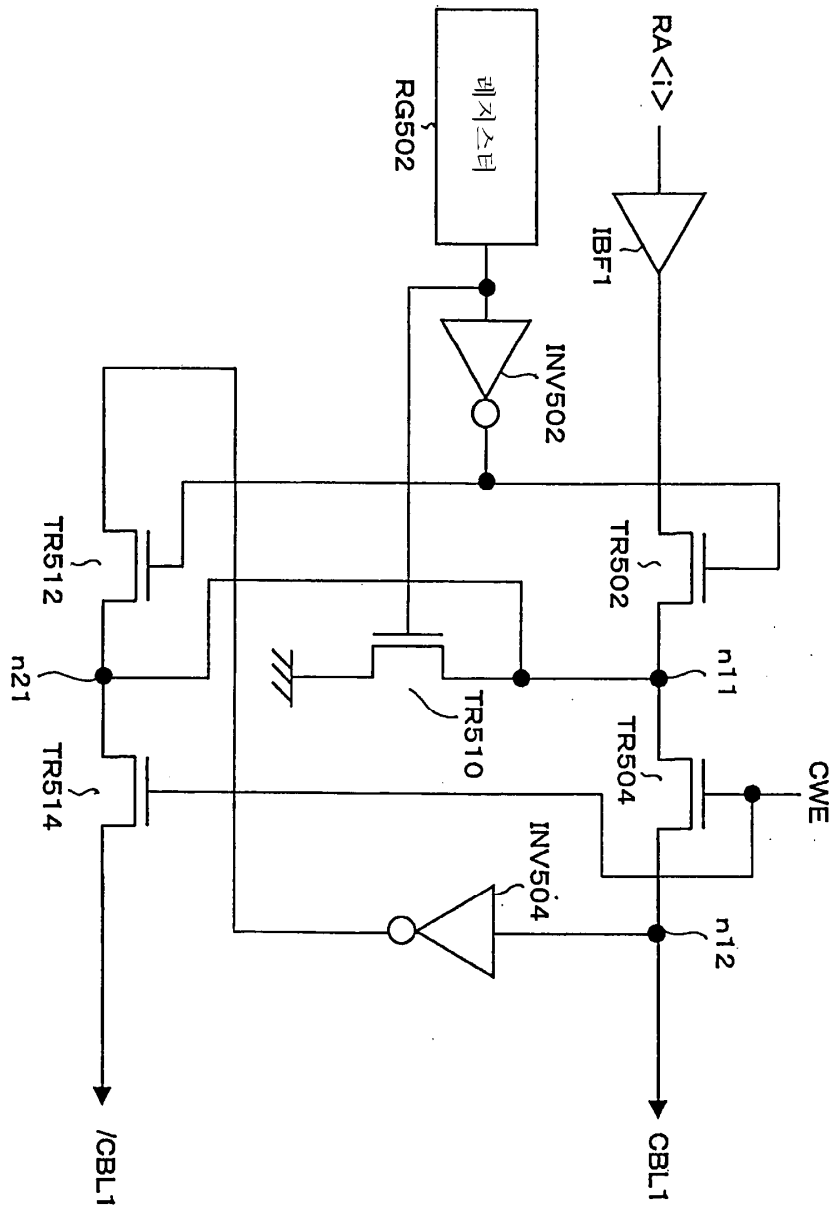 RA<i>
IBF1
TR502
n11
TR504
CWE
n12
CBL1
레지스터
RG502
INV502
TR510
INV504
TR512
n21
TR514
/CBL1